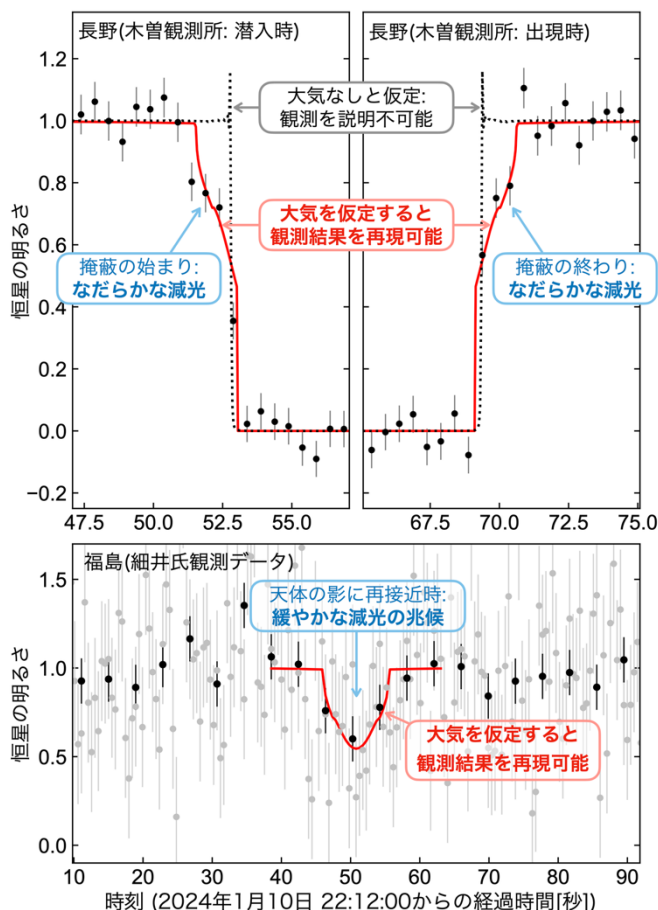 長野(木曽観測所: 潜入時)
長野(木曽観測所: 出現時)
1.2
1.0
0.8
0.6
0.4
0.2
0.0
−0.2
恒星の明るさ
大気なしと仮定:
観測を説明不可能
大気を仮定すると
観測結果を再現可能
掩蔽の始まり:
なだらかな減光
掩蔽の終わり:
なだらかな減光
47.5 50.0 52.5 55.0
67.5 70.0 72.5 75.0
福島(細井氏観測データ)
天体の影に再接近時:
緩やかな減光の兆候
1.5
1.0
0.5
0.0
恒星の明るさ
大気を仮定すると
観測結果を再現可能
10 20 30 40 50 60 70 80 90
時刻 (2024年1月10日 22:12:00からの経過時間[秒])